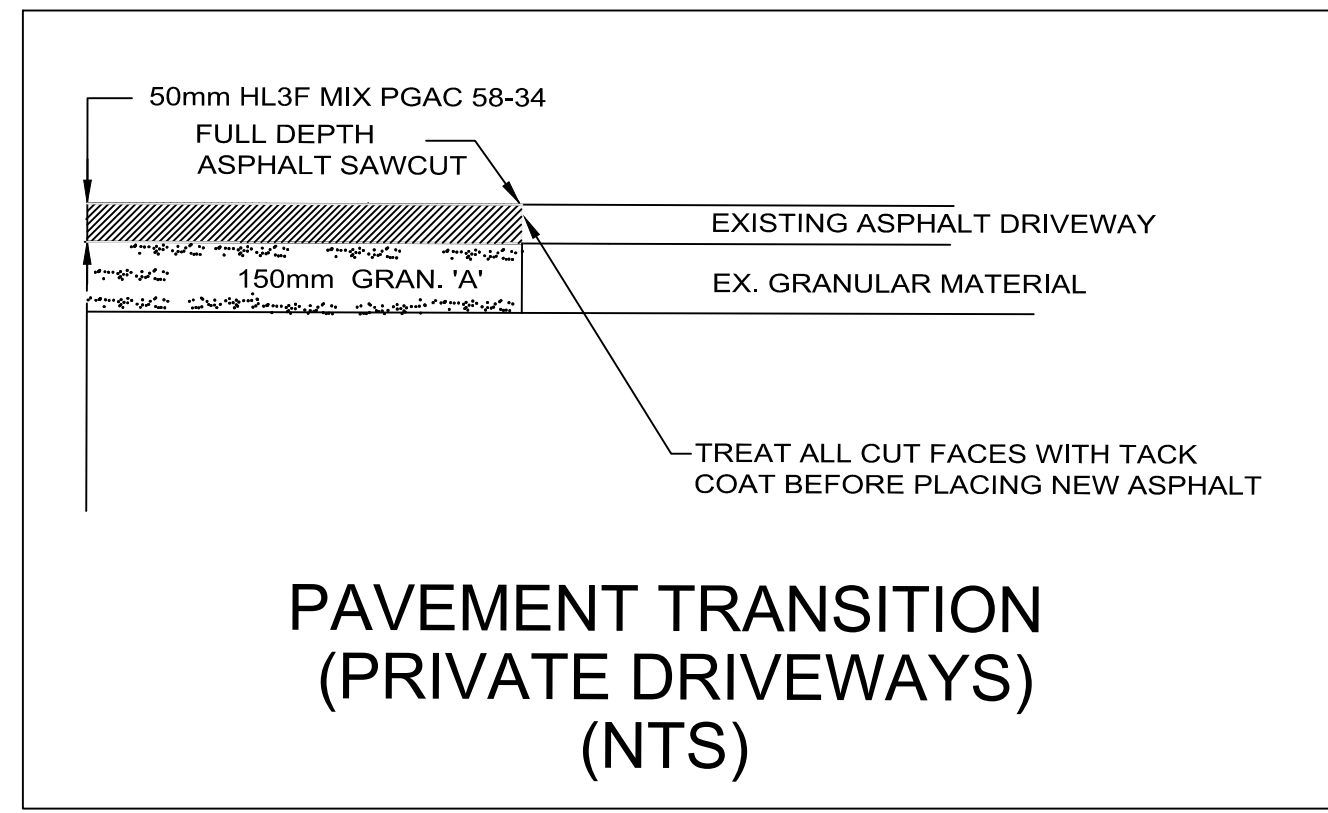 50mm HL3F MIX PGAC 58-34
FULL DEPTH
ASPHALT SAWCUT
EXISTING ASPHALT DRIVEWAY
150mm GRAN. 'A'
EX. GRANULAR MATERIAL
TREAT ALL CUT FACES WITH TACK
COAT BEFORE PLACING NEW ASPHALT
PAVEMENT TRANSITION
(PRIVATE DRIVEWAYS)
(NTS)